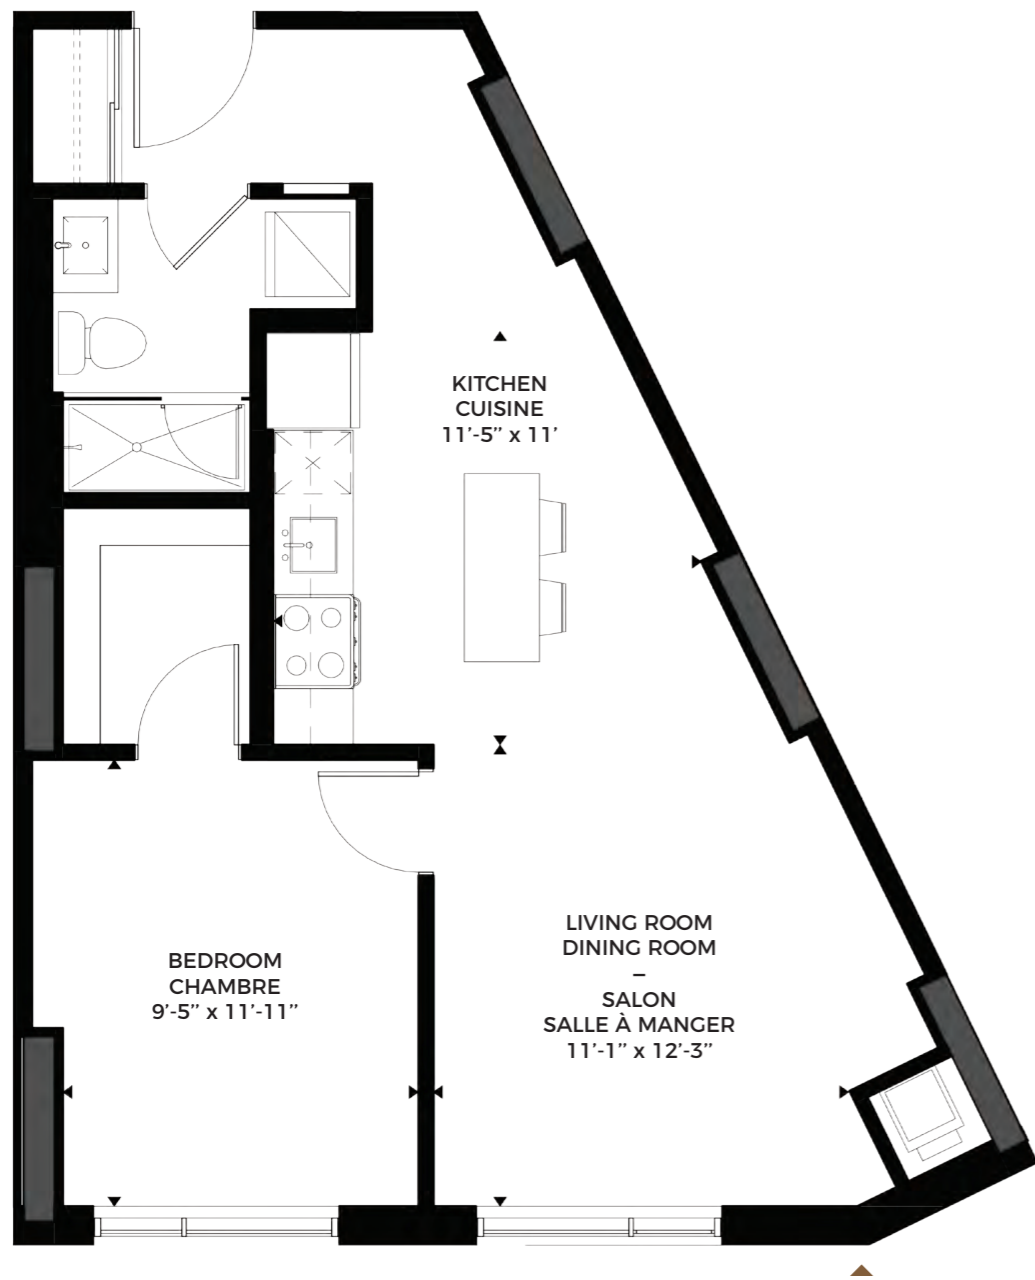 KITCHEN
CUISINE
11’-5” x 11’
LIVING ROOM
DINING ROOM
–
SALON
SALLE À MANGER
11’-1” x 12’-3”
BEDROOM
CHAMBRE
9’-5” x 11’-11”